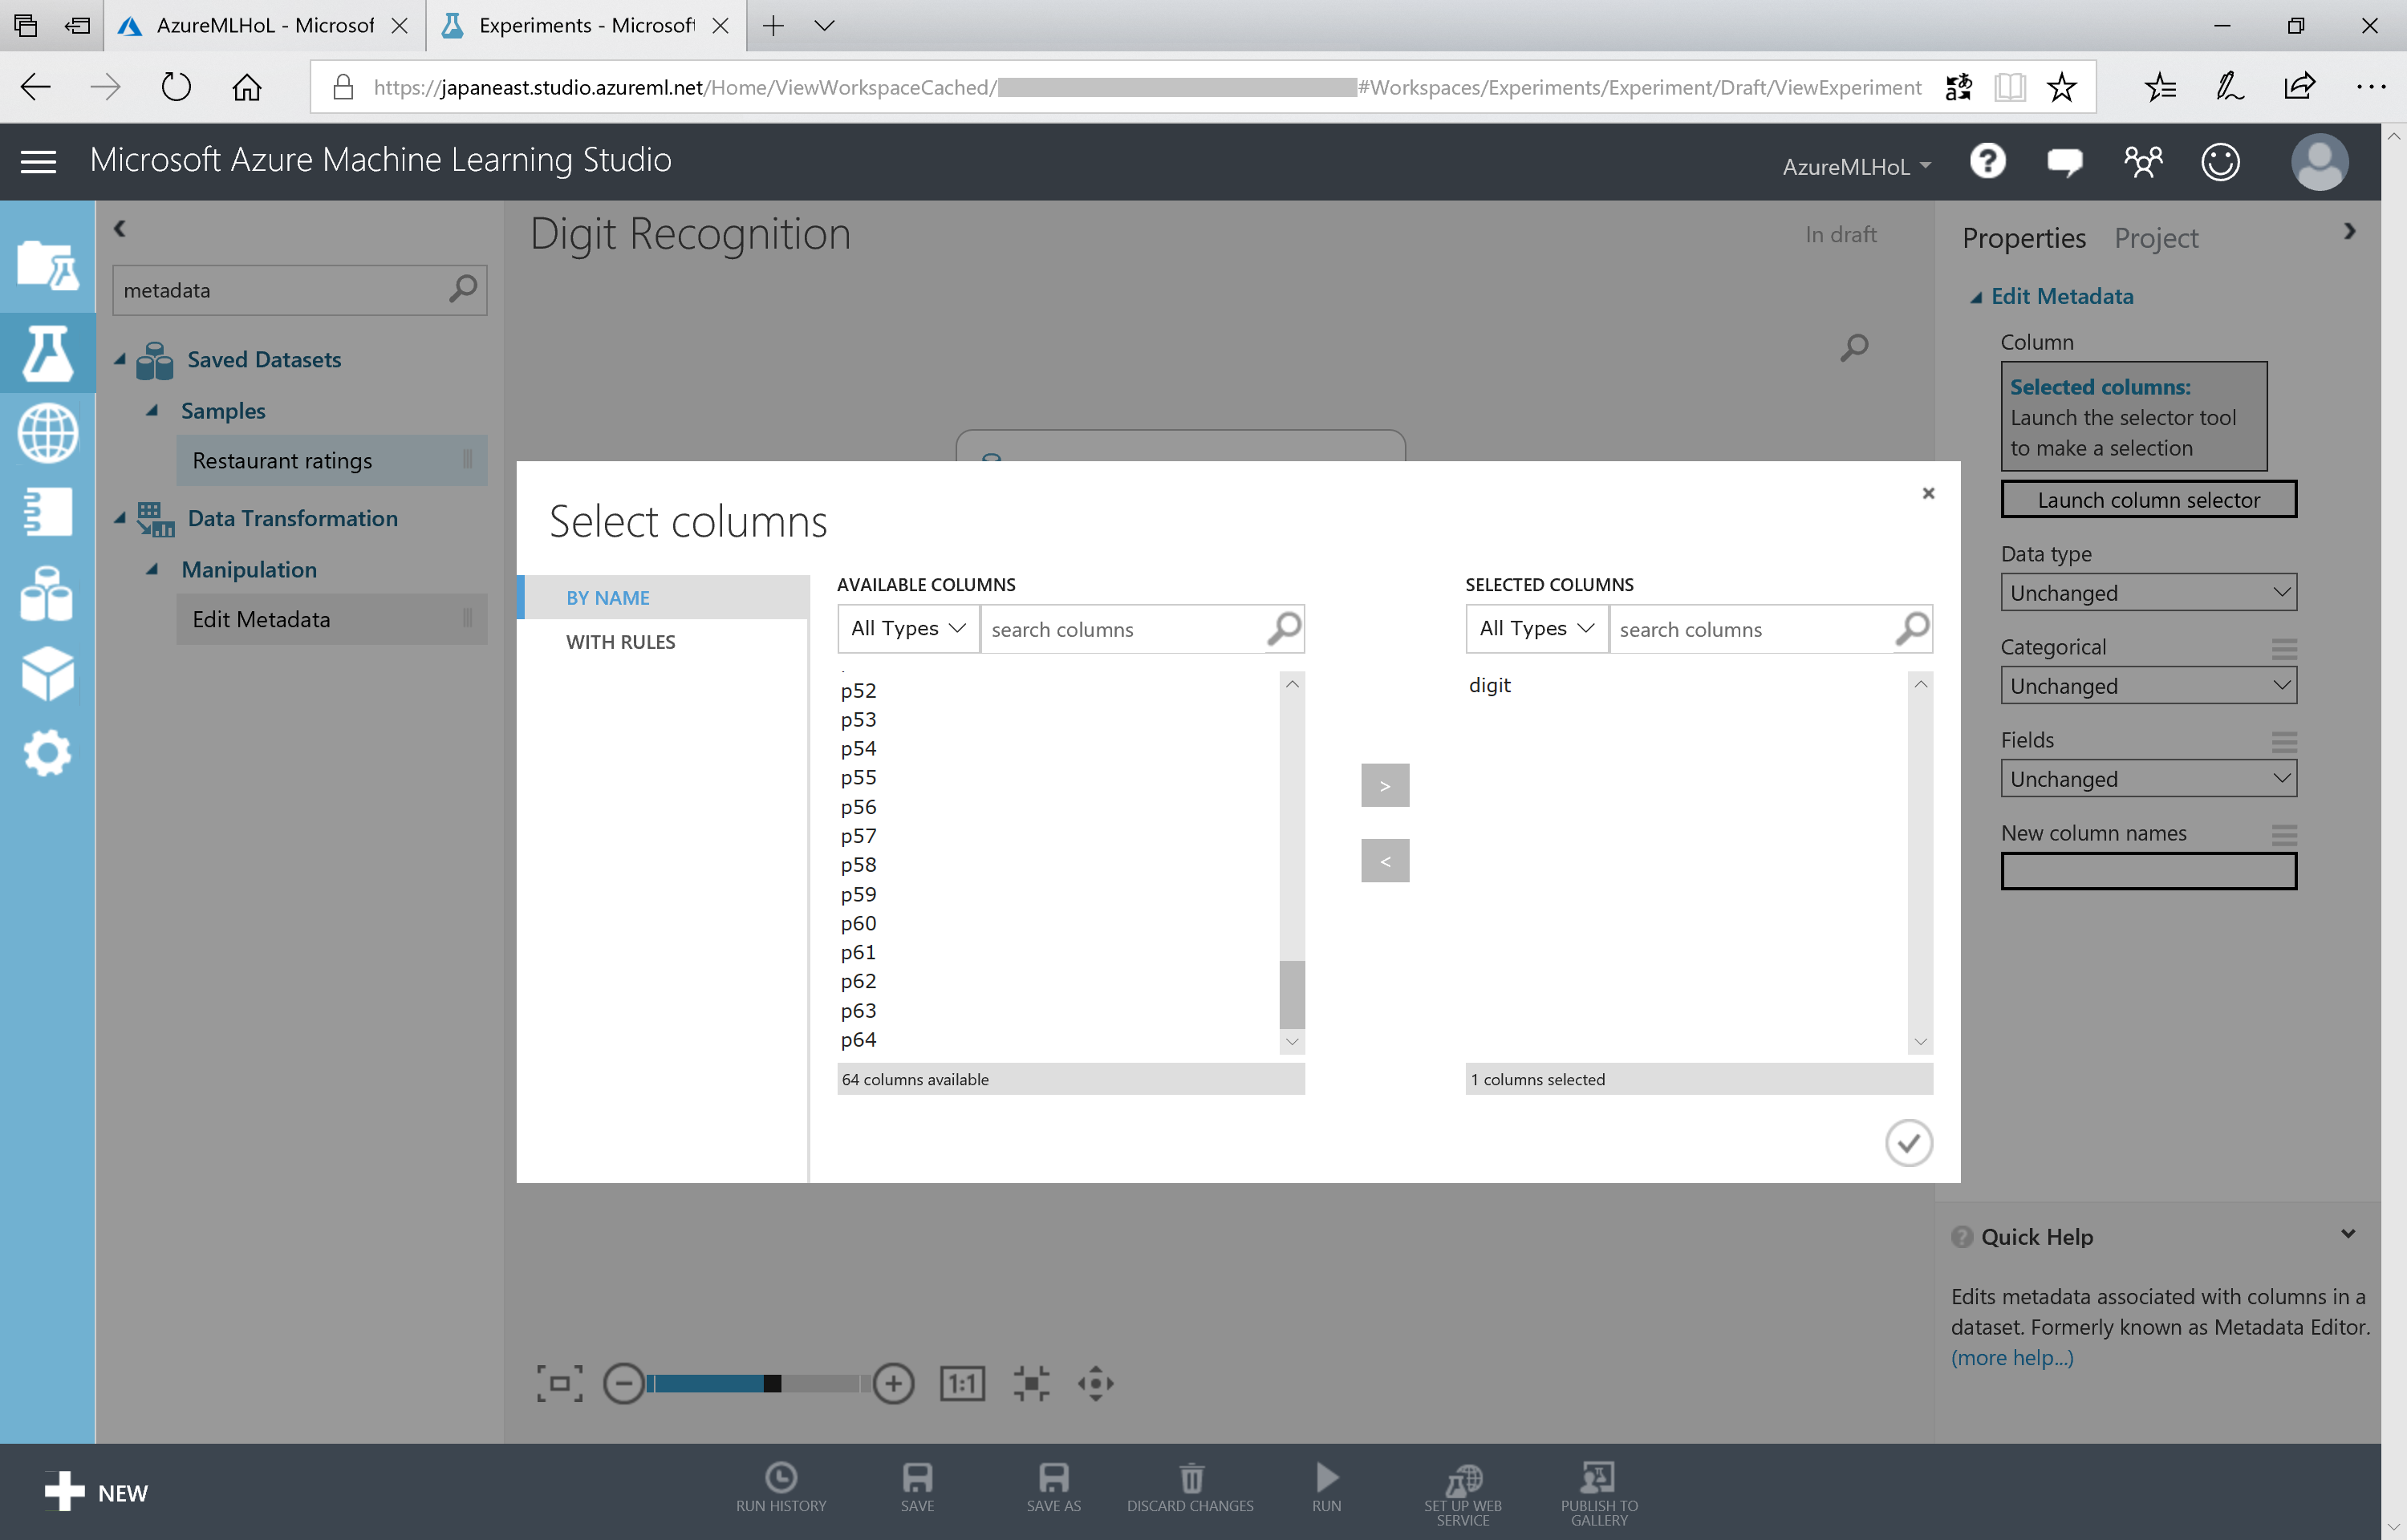 AzureMLHoL - Microsof
Experiments - Microsoft
https://japaneast.studio.azureml.net/Home/ViewWorkspaceCached/
#Workspaces/Experiments/Experiment/Draft/ViewExperiment
Microsoft Azure Machine Learning Studio
AzureMLHoL
metadata
Saved Datasets
Samples
Restaurant ratings
Data Transformation
Manipulation
Edit Metadata
Digit Recognition
In draft
Select columns
BY NAME
WITH RULES
AVAILABLE COLUMNS
All Types
search columns
p52
p53
p54
p55
p56
p57
p58
p59
p60
p61
p62
p63
p64
64 columns available
>
<
SELECTED COLUMNS
All Types
search columns
digit
1 columns selected
Properties Project
Edit Metadata
Column
Selected columns:
Launch the selector tool
to make a selection
Launch column selector
Data type
Unchanged
Categorical
Unchanged
Fields
Unchanged
New column names
Quick Help
Edits metadata associated with columns in a
dataset. Formerly known as Metadata Editor.
(more help...)
1:1
NEW
RUN HISTORY
SAVE
SAVE AS
DISCARD CHANGES
RUN
SET UP WEB
SERVICE
PUBLISH TO
GALLERY